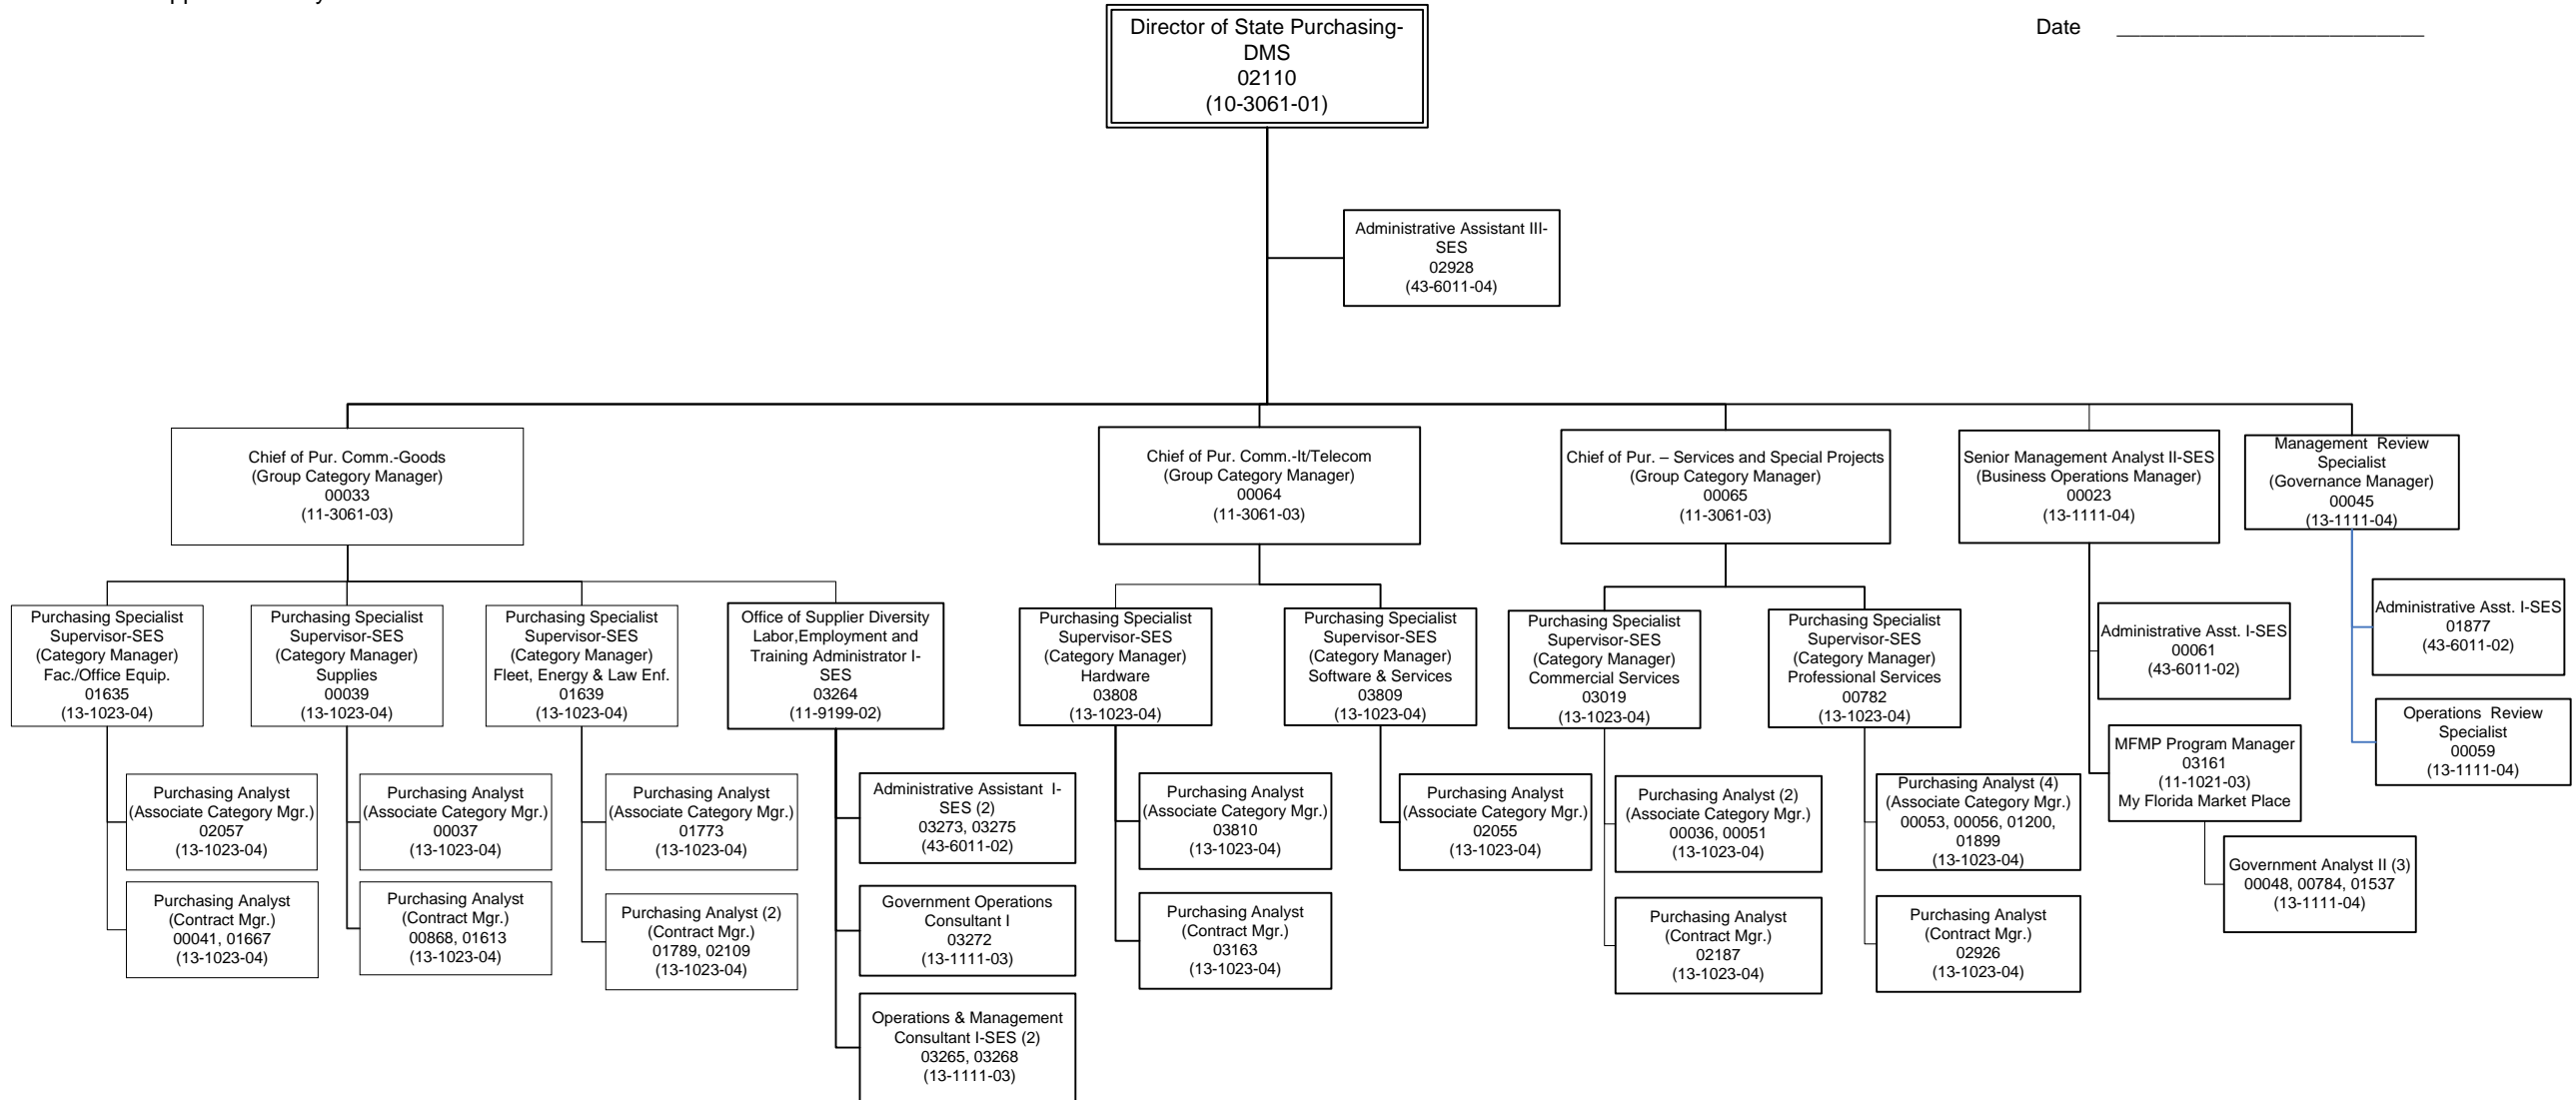 Date
Director of State Purchasing-
DMS
02110
(10-3061-01)
Administrative Assistant III-
SES
02928
(43-6011-04)
Chief of Pur. Comm.-Goods
(Group Category Manager)
00033
(11-3061-03)
Chief of Pur. Comm.-It/Telecom
(Group Category Manager)
00064
(11-3061-03)
Chief of Pur. – Services and Special Projects
(Group Category Manager)
00065
(11-3061-03)
Senior Management Analyst II-SES
(Business Operations Manager)
00023
(13-1111-04)
Management Review
Specialist
(Governance Manager)
00045
(13-1111-04)
Purchasing Specialist
Supervisor-SES
(Category Manager)
Fac./Office Equip.
01635
(13-1023-04)
Purchasing Specialist
Supervisor-SES
(Category Manager)
Supplies
00039
(13-1023-04)
Purchasing Specialist
Supervisor-SES
(Category Manager)
Fleet, Energy & Law Enf.
01639
(13-1023-04)
Office of Supplier Diversity
Labor,Employment and
Training Administrator I-
SES
03264
(11-9199-02)
Purchasing Specialist
Supervisor-SES
(Category Manager)
Hardware
03808
(13-1023-04)
Purchasing Specialist
Supervisor-SES
(Category Manager)
Software & Services
03809
(13-1023-04)
Purchasing Specialist
Supervisor-SES
(Category Manager)
Commercial Services
03019
(13-1023-04)
Purchasing Specialist
Supervisor-SES
(Category Manager)
Professional Services
00782
(13-1023-04)
Administrative Asst. I-SES
00061
(43-6011-02)
Administrative Asst. I-SES
01877
(43-6011-02)
Operations Review
Specialist
00059
(13-1111-04)
MFMP Program Manager
03161
(11-1021-03)
My Florida Market Place
Government Analyst II (3)
00048, 00784, 01537
(13-1111-04)
Purchasing Analyst
(Associate Category Mgr.)
02057
(13-1023-04)
Purchasing Analyst
(Associate Category Mgr.)
00037
(13-1023-04)
Purchasing Analyst
(Associate Category Mgr.)
01773
(13-1023-04)
Administrative Assistant I-
SES (2)
03273, 03275
(43-6011-02)
Purchasing Analyst
(Associate Category Mgr.)
03810
(13-1023-04)
Purchasing Analyst
(Associate Category Mgr.)
02055
(13-1023-04)
Purchasing Analyst (2)
(Associate Category Mgr.)
00036, 00051
(13-1023-04)
Purchasing Analyst (4)
(Associate Category Mgr.)
00053, 00056, 01200,
01899
(13-1023-04)
Purchasing Analyst
(Contract Mgr.)
00041, 01667
(13-1023-04)
Purchasing Analyst
(Contract Mgr.)
00868, 01613
(13-1023-04)
Purchasing Analyst (2)
(Contract Mgr.)
01789, 02109
(13-1023-04)
Government Operations
Consultant I
03272
(13-1111-03)
Purchasing Analyst
(Contract Mgr.)
03163
(13-1023-04)
Purchasing Analyst
(Contract Mgr.)
02187
(13-1023-04)
Purchasing Analyst
(Contract Mgr.)
02926
(13-1023-04)
Operations & Management
Consultant I-SES (2)
03265, 03268
(13-1111-03)